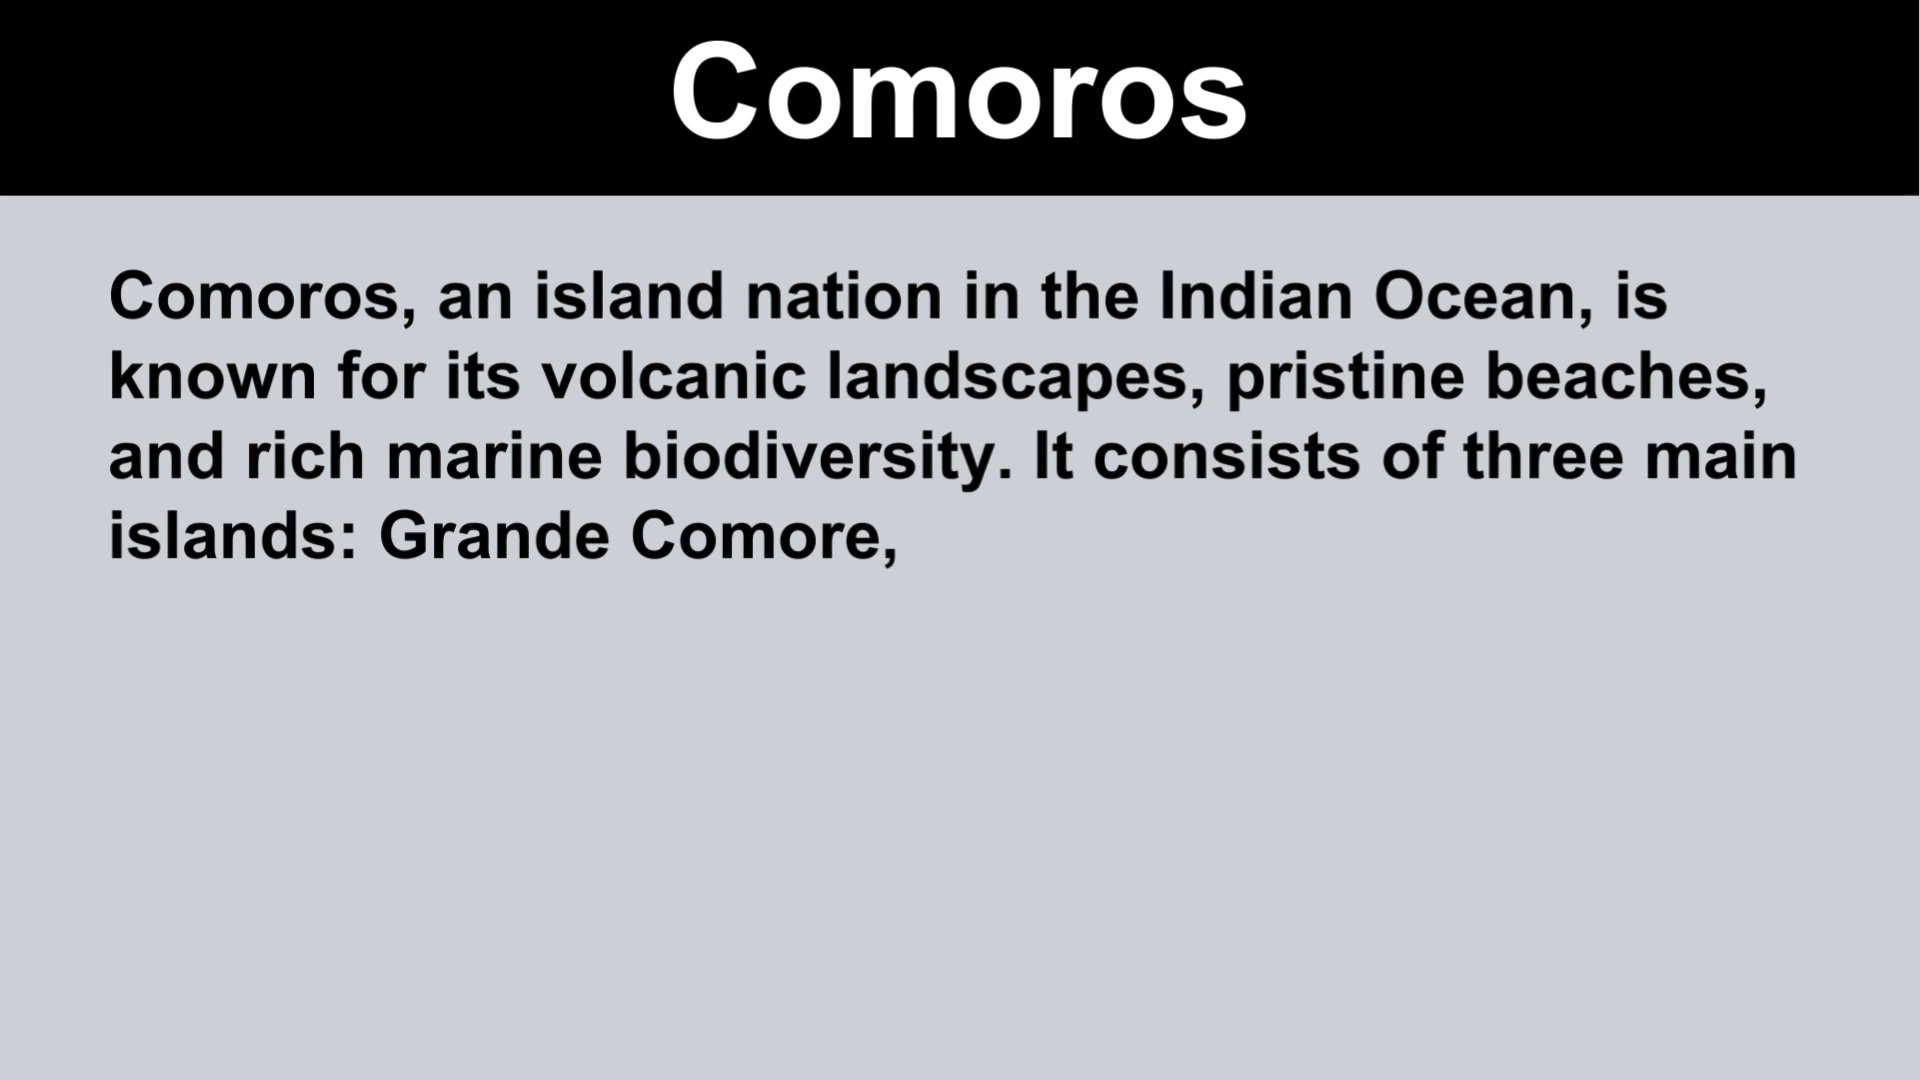 Comoros
Comoros, an island nation in the Indian Ocean, is
known for its volcanic landscapes, pristine beaches,
and rich marine biodiversity. It consists of three main
islands: Grande Comore,